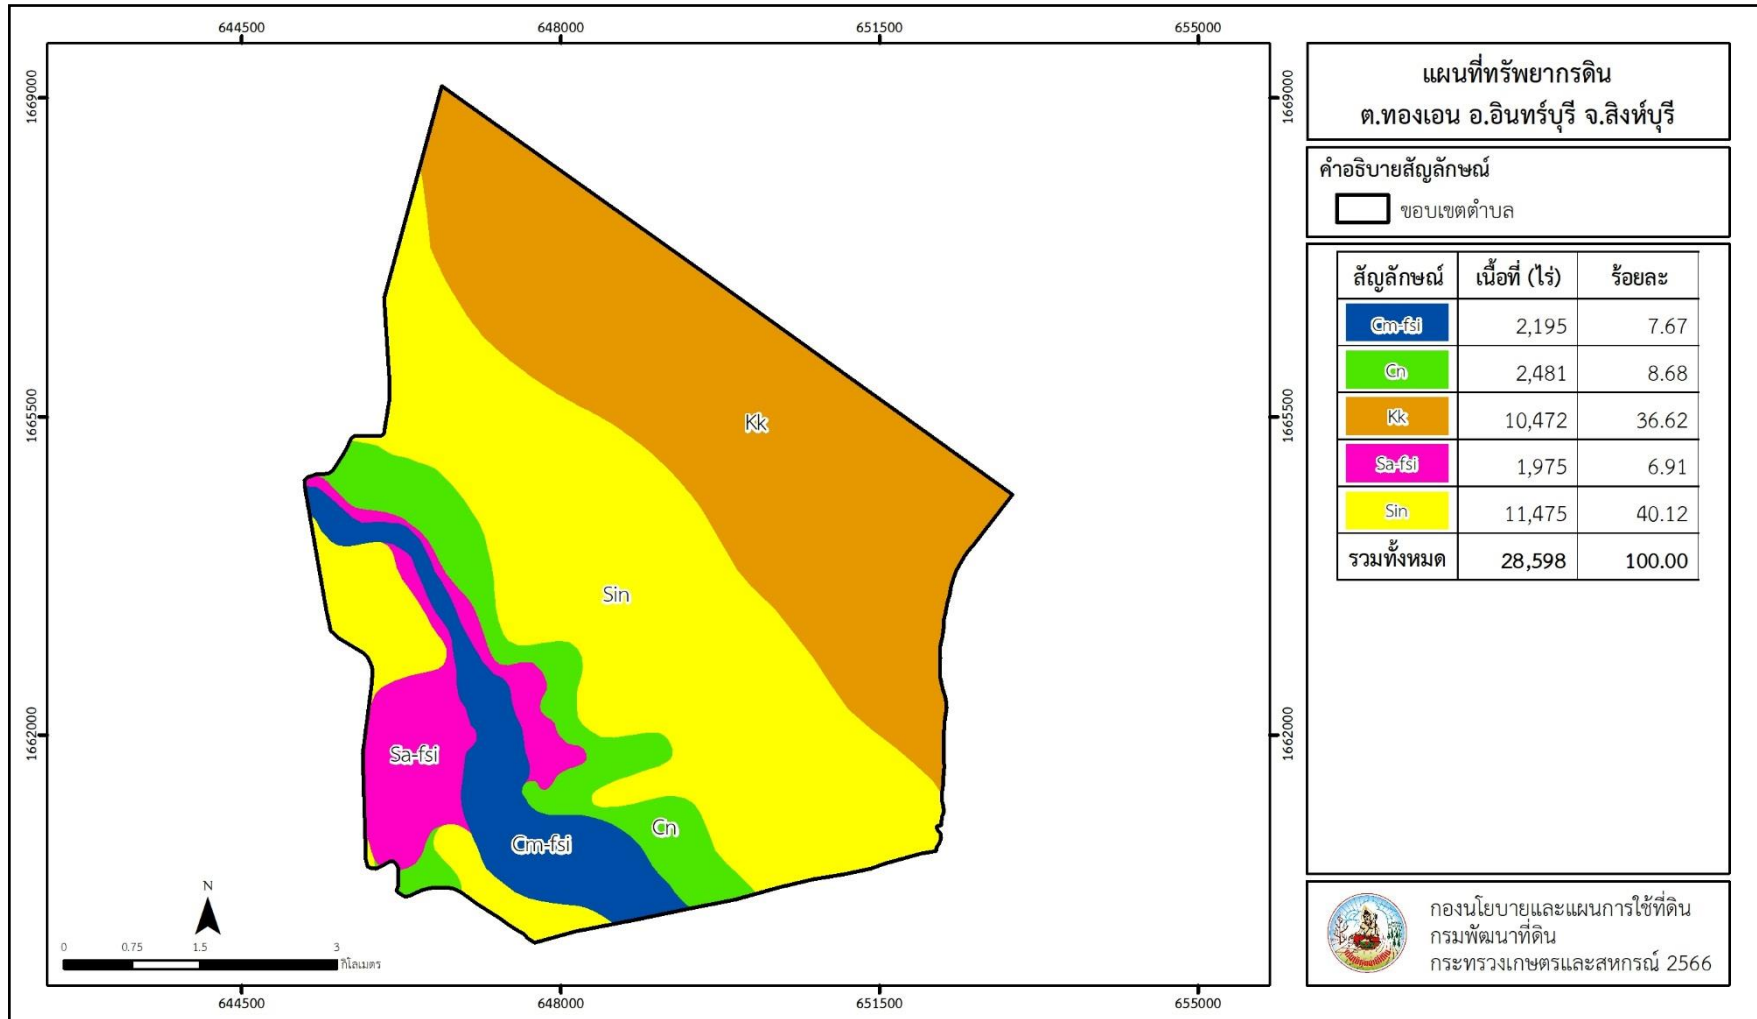 644500 648000 651500 655000
1669000 1669000
1665500 1665500
1662000 1662000
Kk
Sin
Sa-fsi
Cn
Cm-fsi
N
0 0.75 1.5 3
กิโลเมตร
644500 648000 651500 655000
แผนที่ทรัพยากรดิน
ต.ทองเอน อ.อินทร์บุรี จ.สิงห์บุรี
คำอธิบายสัญลักษณ์
ขอบเขตตำบล
สัญลักษณ์ เนื้อที่ (ไร่) ร้อยละ
Cm-fsi 2,195 7.67
Cn 2,481 8.68
Kk 10,472 36.62
Sa-fsi 1,975 6.91
Sin 11,475 40.12
รวมทั้งหมด 28,598 100.00
กองนโยบายและแผนการใช้ที่ดิน
กรมพัฒนาที่ดิน
กระทรวงเกษตรและสหกรณ์ 2566